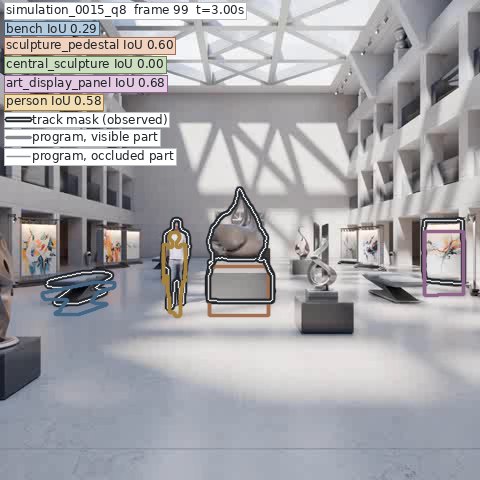 simulation_0015_q8  frame 99  t=3.00s
bench IoU 0.29
sculpture_pedestal IoU 0.60
central_sculpture IoU 0.00
art_display_panel IoU 0.68
person IoU 0.58
track mask (observed)
program, visible part
program, occluded part